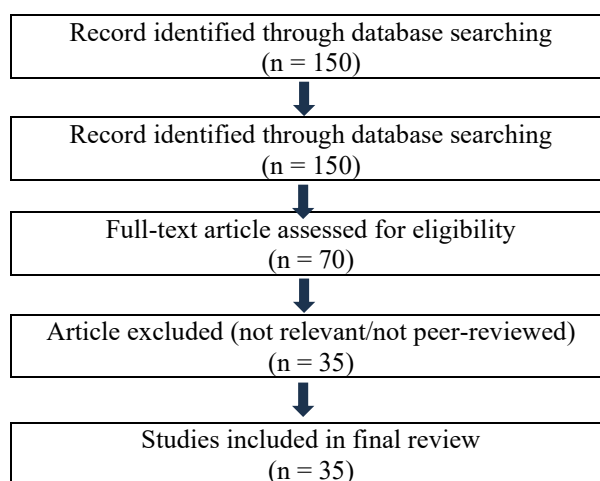 Record identified through database searching
(n = 150)
Record identified through database searching
(n = 150)
Full-text article assessed for eligibility
(n = 70)
Article excluded (not relevant/not peer-reviewed)
(n = 35)
Studies included in final review
(n = 35)